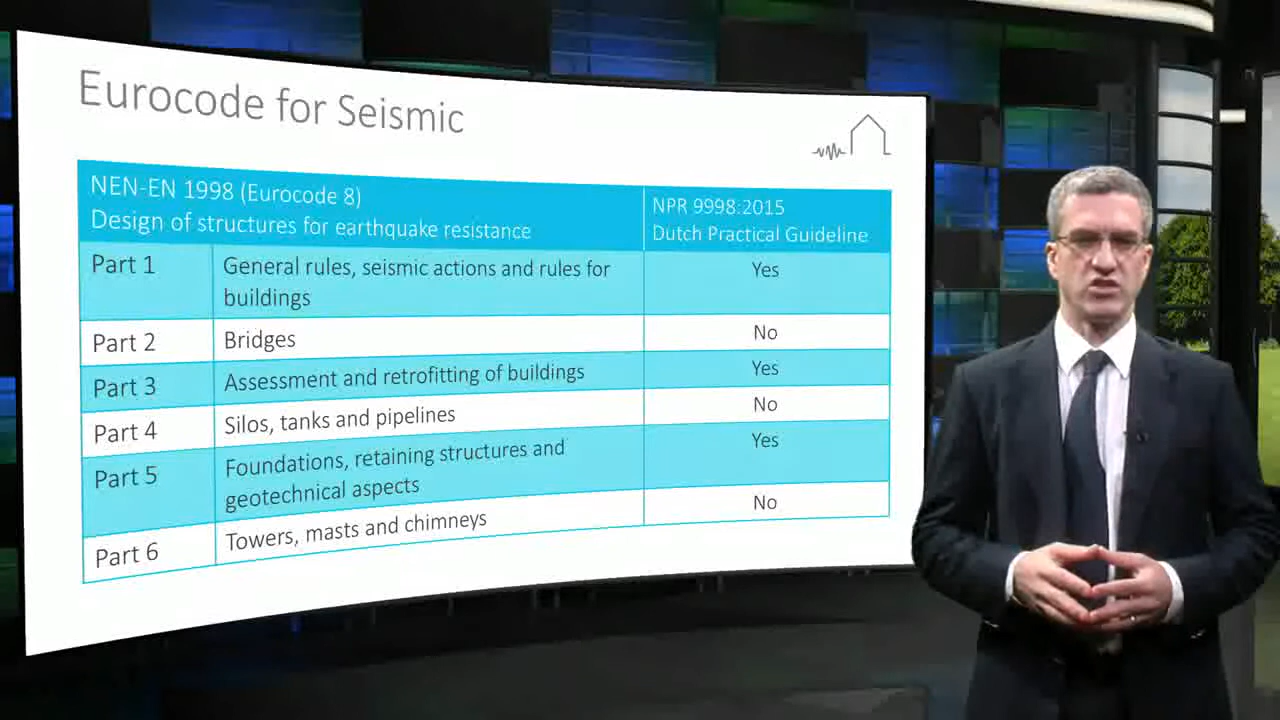 Eurocode for Seismic
NEN-EN 1998 (Eurocode 8)
Design of structures for earthquake resistance
NPR 9998:2015
Dutch Practical Guideline
Part 1
General rules, seismic actions and rules for
buildings
Yes
Part 2
Bridges
No
Part 3
Assessment and retrofitting of buildings
Yes
Part 4
Silos, tanks and pipelines
No
Part 5
Foundations, retaining structures and
geotechnical aspects
Yes
Part 6
Towers, masts and chimneys
No